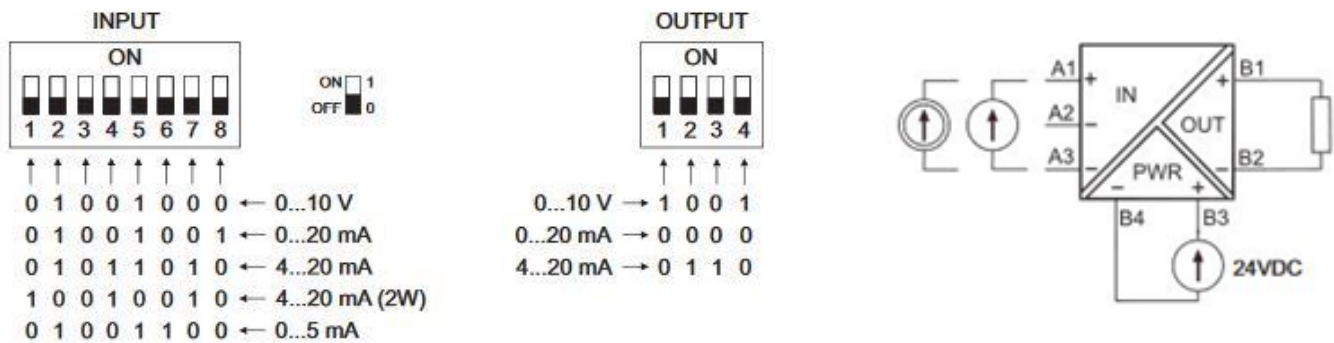 INPUT
ON
1 2 3 4 5 6 7 8
ON 1
OFF 0
0 1 0 0 1 0 0 0 ← 0...10 V
0 1 0 0 1 0 0 1 ← 0...20 mA
0 1 0 1 1 0 1 0 ← 4...20 mA
1 0 0 1 0 0 1 0 ← 4...20 mA (2W)
0 1 0 0 1 1 0 0 ← 0...5 mA
OUTPUT
ON
1 2 3 4
0...10 V → 1 0 0 1
0...20 mA → 0 0 0 0
4...20 mA → 0 1 1 0
A1 + B1
IN +
A2 − OUT
A3 − B2
PWR −
− +
B4 B3
24VDC